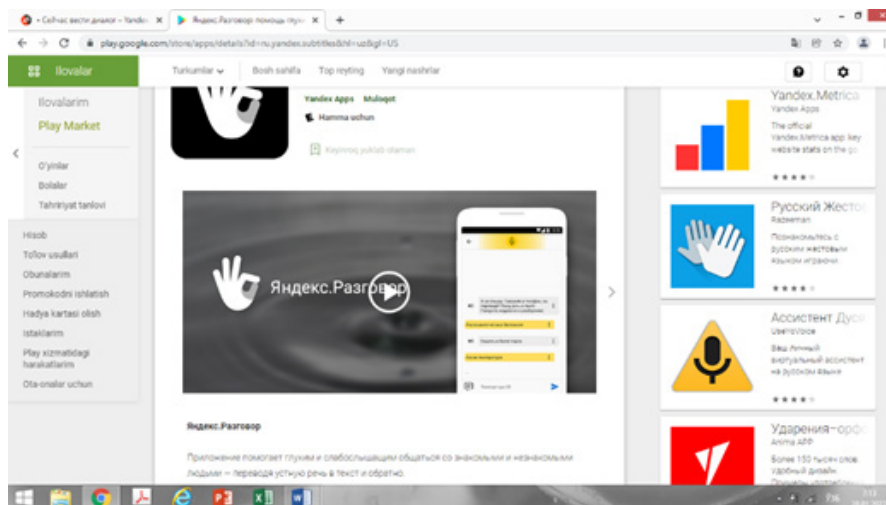 Яндекс.Разговор: помощь глухи
play.google.com/store/apps/details?id=ru.yandex.subtitles&hl=uz&gl=US
Ilovalar
Turkumlar
Bosh sahifa
Top reyting
Yangi nashrlar
Ilovalarim
Play Market
O'yinlar
Bolalar
Tahririyat tanlovi
Hisob
To'lov usullari
Obunalarim
Promokodni ishlatish
Hadya kartasi olish
Istaklarim
Play xizmatidagi
harakatlarim
Ota-onalar uchun
Yandex Apps Muloqot
Hamma uchun
Keyinroq yuklab olaman
Яндекс.Разговор
Яндекс.Разговор
Приложение помогает глухим и слабослышащим общаться со знакомыми и незнакомыми
людьми — переводя устную речь в текст и обратно.
Yandex.Metrica
Yandex Apps
The official
Yandex.Metrica app: key
website stats on the go.
Русский Жесто
Razeeman
Познакомьтесь с
русским жестовым
языком играючи
Ассистент Дуся
UseYoVoice
Ваш личный
виртуальный ассистент
на русском языке
Ударения-орфо
Anima APP
Более 150 тысяч слов.
Удобный дизайн.